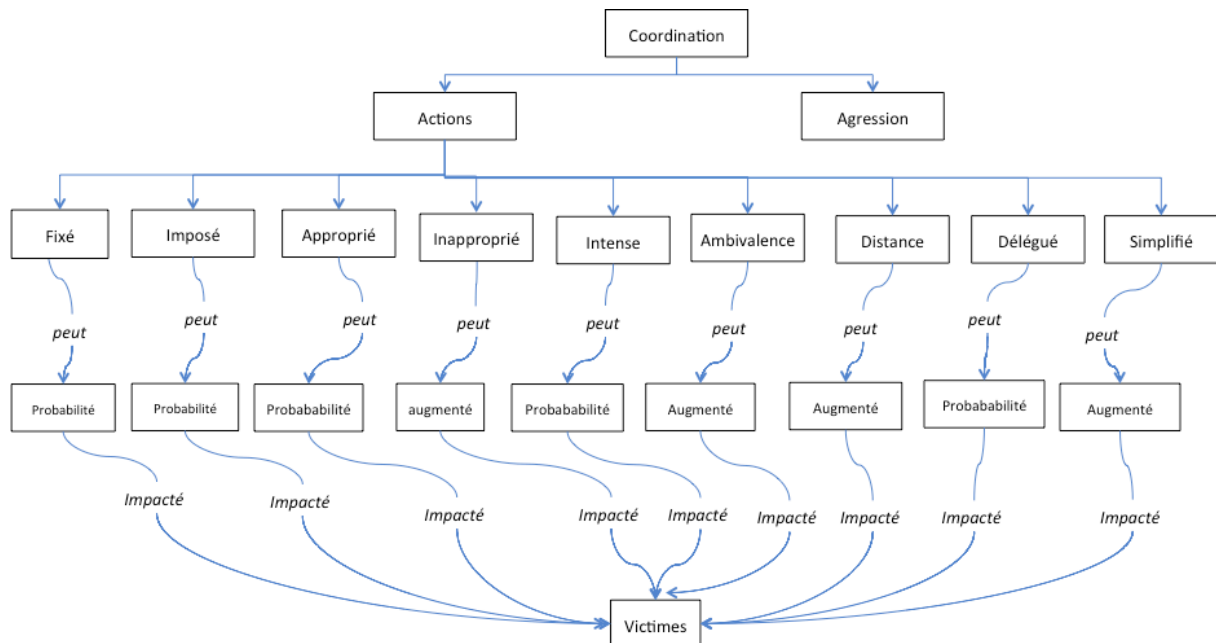 Coordination
Actions
Agression
Fixé
Imposé
Approprié
Inapproprié
Intense
Ambivalence
Distance
Délégué
Simplifié
peut
peut
peut
peut
peut
peut
peut
peut
peut
Probabilité
Probabilité
Probababilité
augmenté
Probababilité
Augmenté
Augmenté
Probababilité
Augmenté
Impacté
Impacté
Impacté
Impacté
Impacté
Impacté
Impacté
Impacté
Impacté
Victimes